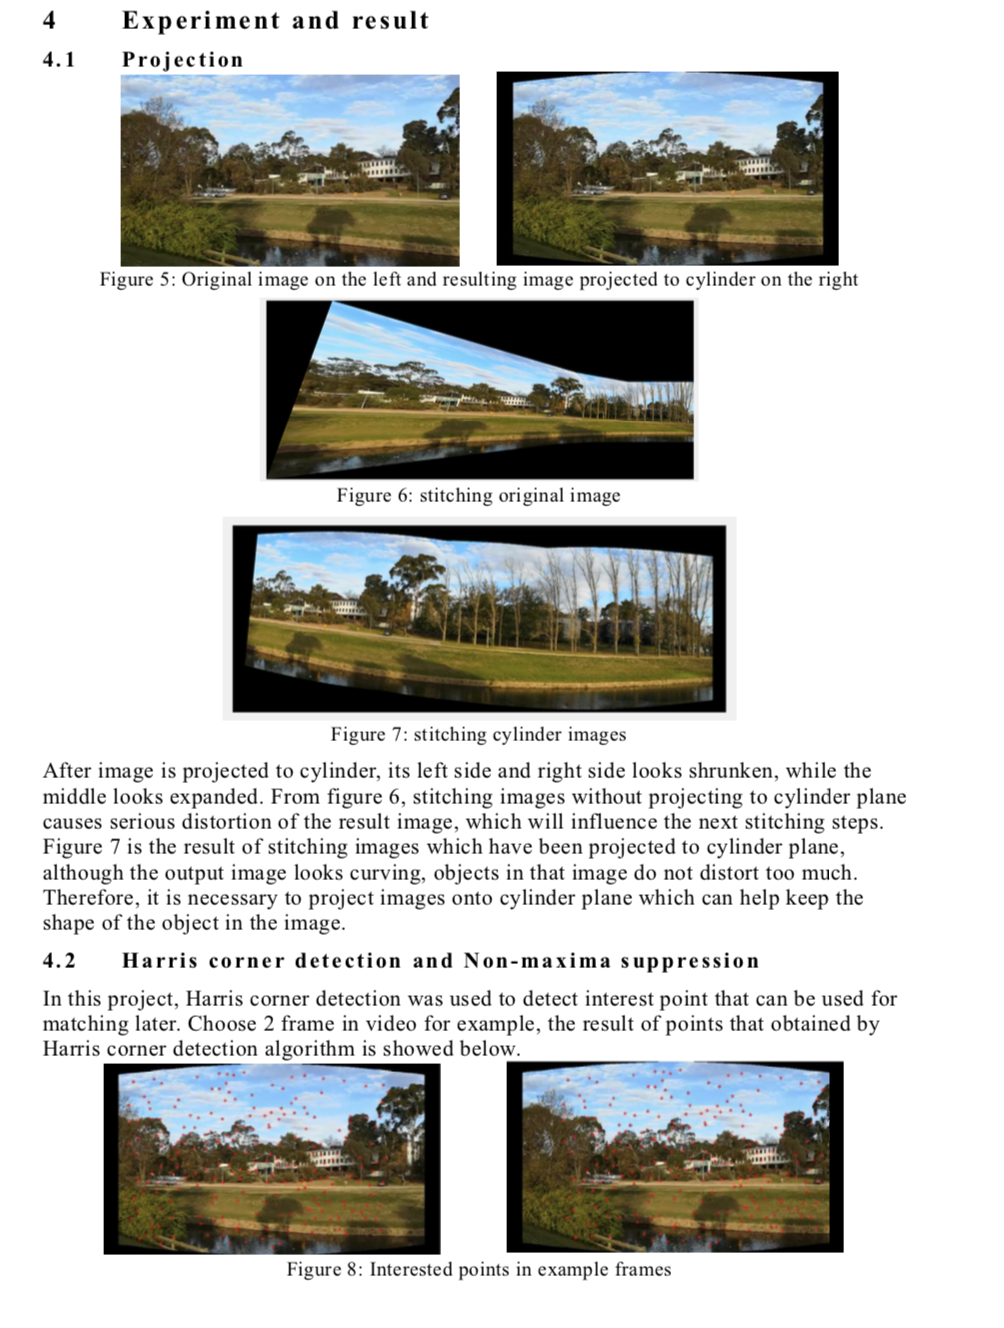 4 Experiment and result
4.1 Projection
Figure 5: Original image on the left and resulting image projected to cylinder on the right
Figure 6: stitching original image
Figure 7: stitching cylinder images
After image is projected to cylinder, its left side and right side looks shrunken, while the
middle looks expanded. From figure 6, stitching images without projecting to cylinder plane
causes serious distortion of the result image, which will influence the next stitching steps.
Figure 7 is the result of stitching images which have been projected to cylinder plane,
although the output image looks curving, objects in that image do not distort too much.
Therefore, it is necessary to project images onto cylinder plane which can help keep the
shape of the object in the image.
4.2 Harris corner detection and Non-maxima suppression
In this project, Harris corner detection was used to detect interest point that can be used for
matching later. Choose 2 frame in video for example, the result of points that obtained by
Harris corner detection algorithm is showed below.
Figure 8: Interested points in example frames